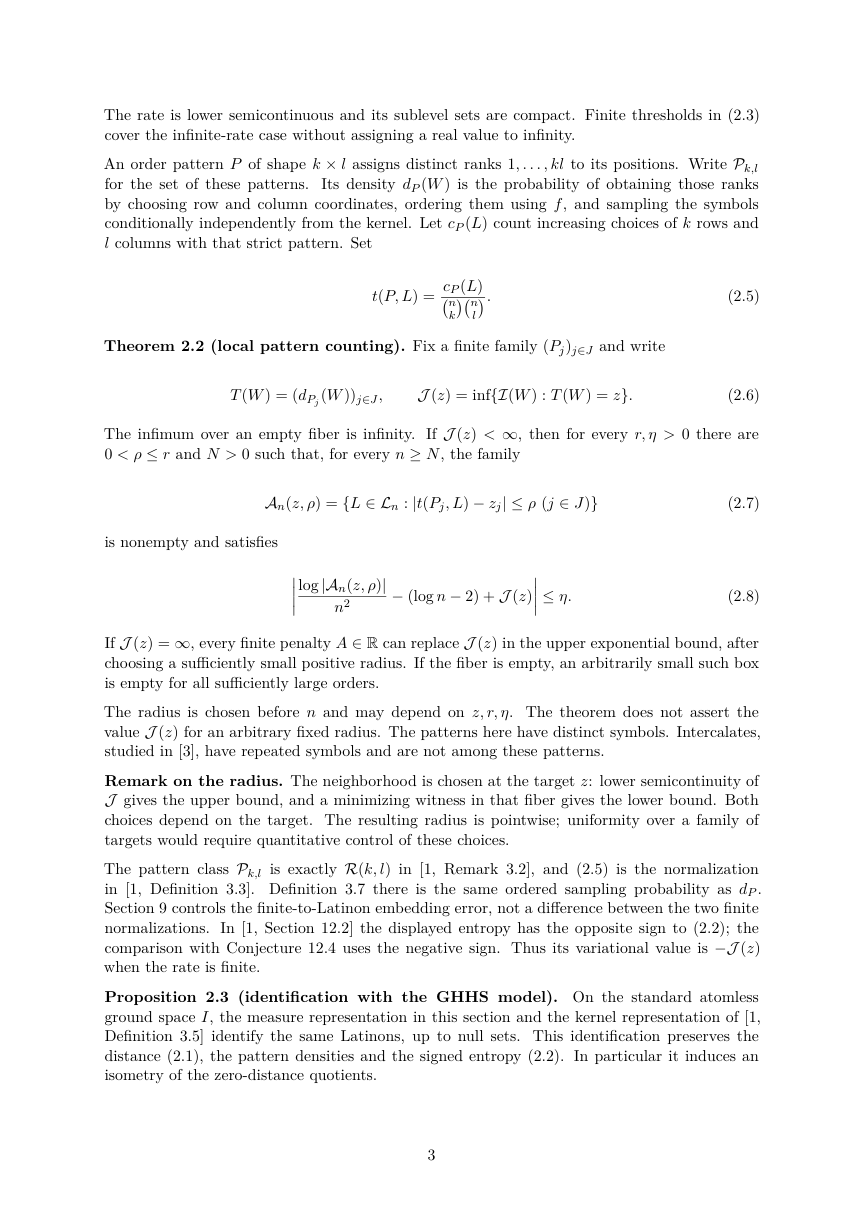 The rate is lower semicontinuous and its sublevel sets are compact. Finite thresholds in (2.3)
cover the infinite-rate case without assigning a real value to infinity.
An order pattern P of shape k × l assigns distinct ranks 1, . . . , kl to its positions. Write 𝒫_{k,l}
for the set of these patterns. Its density d_P(W) is the probability of obtaining those ranks
by choosing row and column coordinates, ordering them using f, and sampling the symbols
conditionally independently from the kernel. Let c_P(L) count increasing choices of k rows and
l columns with that strict pattern. Set
t(P, L) = \frac{c_P(L)}{\binom{n}{k}\binom{n}{l}}. (2.5)
Theorem 2.2 (local pattern counting). Fix a finite family (P_j)_{j∈J} and write
T(W) = (d_{P_j}(W))_{j∈J}, 𝒥(z) = inf{ℐ(W) : T(W) = z}. (2.6)
The infimum over an empty fiber is infinity. If 𝒥(z) < ∞, then for every r, η > 0 there are
0 < ρ ≤ r and N > 0 such that, for every n ≥ N, the family
𝒜_n(z, ρ) = {L ∈ ℒ_n : |t(P_j, L) − z_j| ≤ ρ (j ∈ J)} (2.7)
is nonempty and satisfies
\left| \frac{log |𝒜_n(z, ρ)|}{n^2} − (log n − 2) + 𝒥(z) \right| ≤ η. (2.8)
If 𝒥(z) = ∞, every finite penalty A ∈ ℝ can replace 𝒥(z) in the upper exponential bound, after
choosing a sufficiently small positive radius. If the fiber is empty, an arbitrarily small such box
is empty for all sufficiently large orders.
The radius is chosen before n and may depend on z, r, η. The theorem does not assert the
value 𝒥(z) for an arbitrary fixed radius. The patterns here have distinct symbols. Intercalates,
studied in [3], have repeated symbols and are not among these patterns.
Remark on the radius. The neighborhood is chosen at the target z: lower semicontinuity of
𝒥 gives the upper bound, and a minimizing witness in that fiber gives the lower bound. Both
choices depend on the target. The resulting radius is pointwise; uniformity over a family of
targets would require quantitative control of these choices.
The pattern class 𝒫_{k,l} is exactly ℛ(k, l) in [1, Remark 3.2], and (2.5) is the normalization
in [1, Definition 3.3]. Definition 3.7 there is the same ordered sampling probability as d_P.
Section 9 controls the finite-to-Latinon embedding error, not a difference between the two finite
normalizations. In [1, Section 12.2] the displayed entropy has the opposite sign to (2.2); the
comparison with Conjecture 12.4 uses the negative sign. Thus its variational value is −𝒥(z)
when the rate is finite.
Proposition 2.3 (identification with the GHHS model). On the standard atomless
ground space I, the measure representation in this section and the kernel representation of [1,
Definition 3.5] identify the same Latinons, up to null sets. This identification preserves the
distance (2.1), the pattern densities and the signed entropy (2.2). In particular it induces an
isometry of the zero-distance quotients.
3